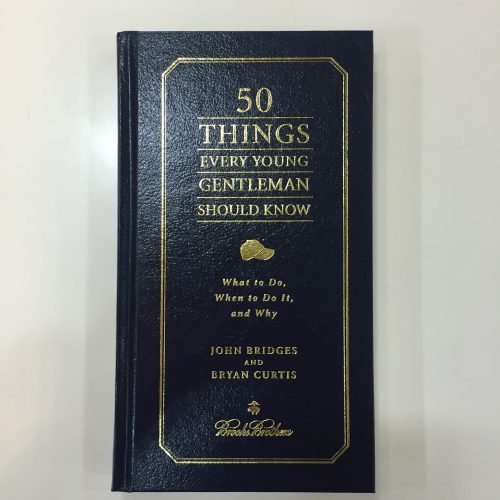 50
THINGS
EVERY YOUNG
GENTLEMAN
SHOULD KNOW
What to Do,
When to Do It,
and Why
JOHN BRIDGES
AND
BRYAN CURTIS
Brooks Brothers